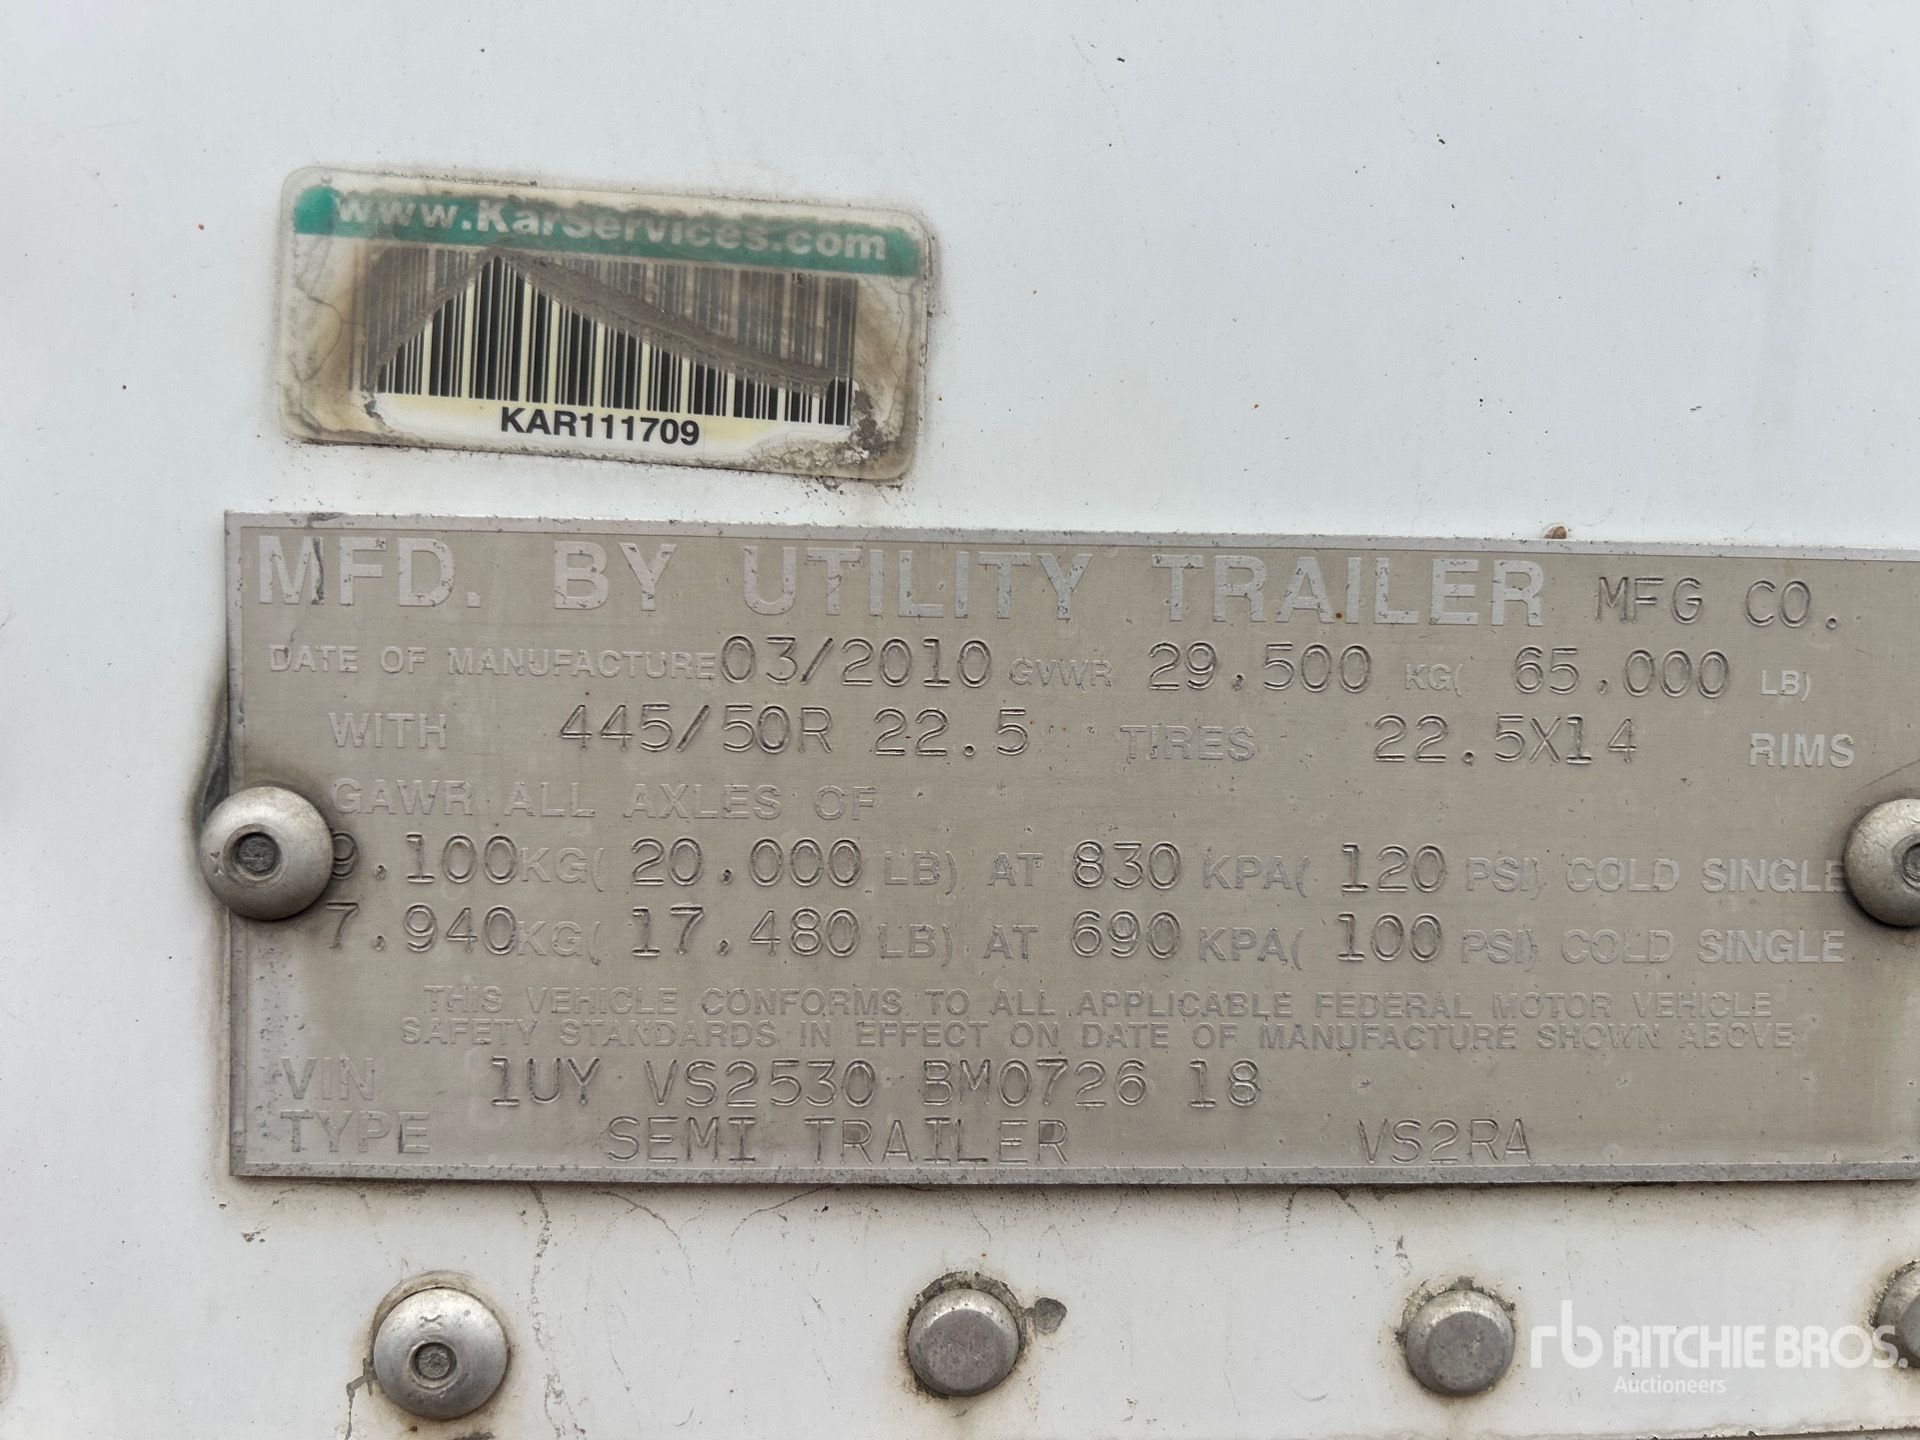 www.KarServices.com
KAR111709
MFD. BY UTILITY TRAILER MFG CO.
DATE OF MANUFACTURE 03/2010 GVWR 29.500 KG( 65.000 LB)
WITH 445/50R 22.5 TIRES 22.5X14 RIMS
GAWR ALL AXLES OF
9.100KG( 20.000 LB) AT 830 KPA( 120 PSI) COLD SINGLE
7.940KG( 17.480 LB) AT 690 KPA( 100 PSI) COLD SINGLE
THIS VEHICLE CONFORMS TO ALL APPLICABLE FEDERAL MOTOR VEHICLE
SAFETY STANDARDS IN EFFECT ON DATE OF MANUFACTURE SHOWN ABOVE
VIN 1UY VS2530 BM0726 18
TYPE SEMI TRAILER VS2RA
rb RITCHIE BROS.
Auctioneers